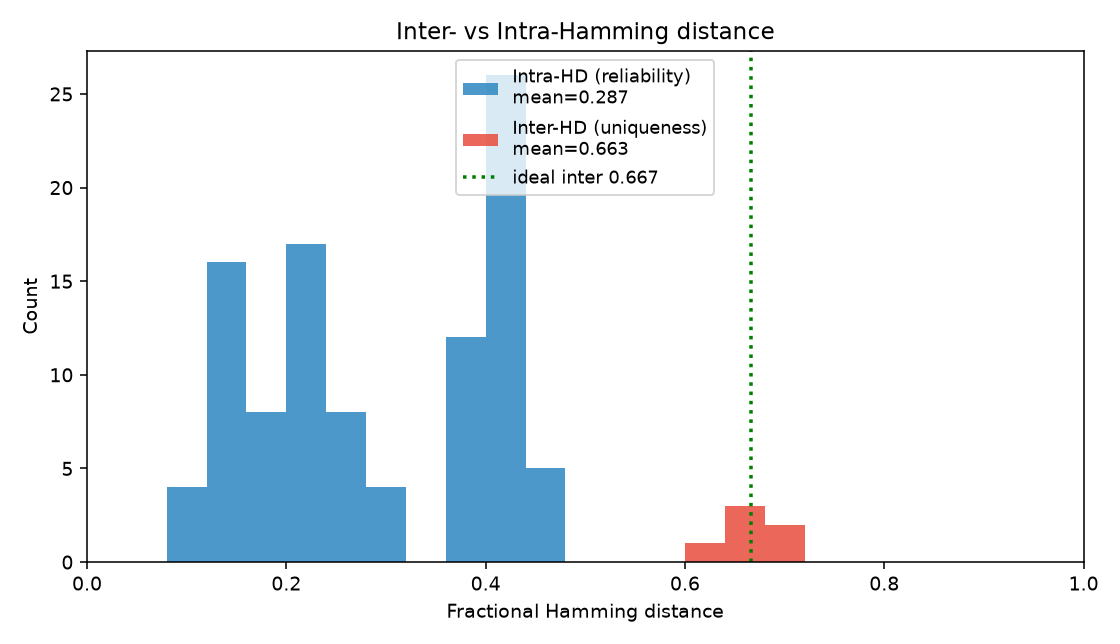 Inter- vs Intra-Hamming distance
Intra-HD (reliability)
mean=0.287
Inter-HD (uniqueness)
mean=0.663
ideal inter 0.667
Count
25
20
15
10
5
0
0.0 0.2 0.4 0.6 0.8 1.0
Fractional Hamming distance